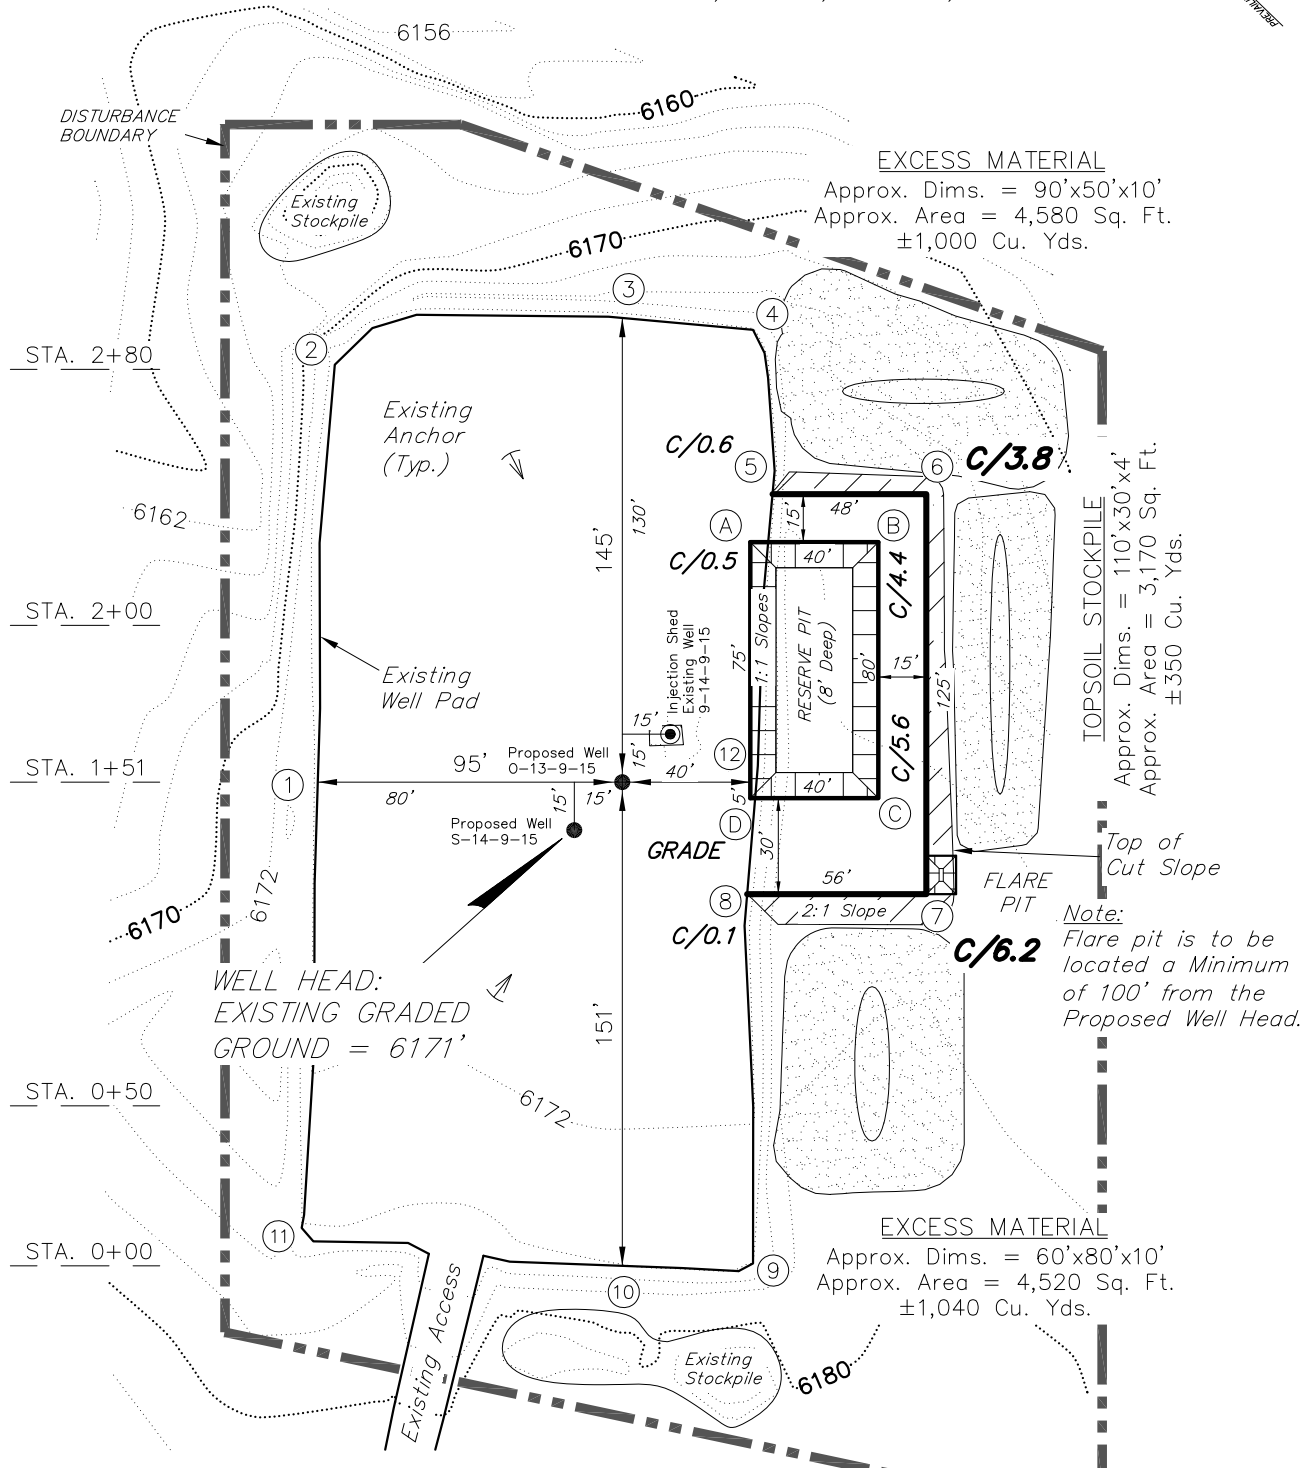 PREVAIL
6156
6160
DISTURBANCE
BOUNDARY
EXCESS MATERIAL
Approx. Dims. = 90'x50'x10'
Approx. Area = 4,580 Sq. Ft.
±1,000 Cu. Yds.
Existing
Stockpile
6170
3
4
2
STA. 2+80
Existing
Anchor
(Typ.)
C/0.6
5
6
C/3.8
6162
130'
145'
15'
48'
A
B
C/0.5
40'
C/4.4
TOPSOIL STOCKPILE
Approx. Dims. = 110'x30'x4'
Approx. Area = 3,170 Sq. Ft.
±350 Cu. Yds.
STA. 2+00
Existing
Well Pad
Injection Shed
Existing Well
9-14-9-15
75'
1:1 Slopes
RESERVE PIT
(8' Deep)
80'
15'
125'
15'
15'
C/5.6
12
STA. 1+51
1
95'
Proposed Well
O-13-9-15
40'
80'
15'
15'
5'
40'
Proposed Well
S-14-9-15
D
C
GRADE
30'
Top of
Cut Slope
56'
FLARE
PIT
8
2:1 Slope
7
6172
6170
C/0.1
C/6.2
Note:
Flare pit is to be
located a Minimum
of 100' from the
Proposed Well Head.
WELL HEAD:
EXISTING GRADED
GROUND = 6171'
151'
STA. 0+50
6172
11
STA. 0+00
EXCESS MATERIAL
Approx. Dims. = 60'x80'x10'
Approx. Area = 4,520 Sq. Ft.
±1,040 Cu. Yds.
9
10
Existing Access
Existing
Stockpile
6180